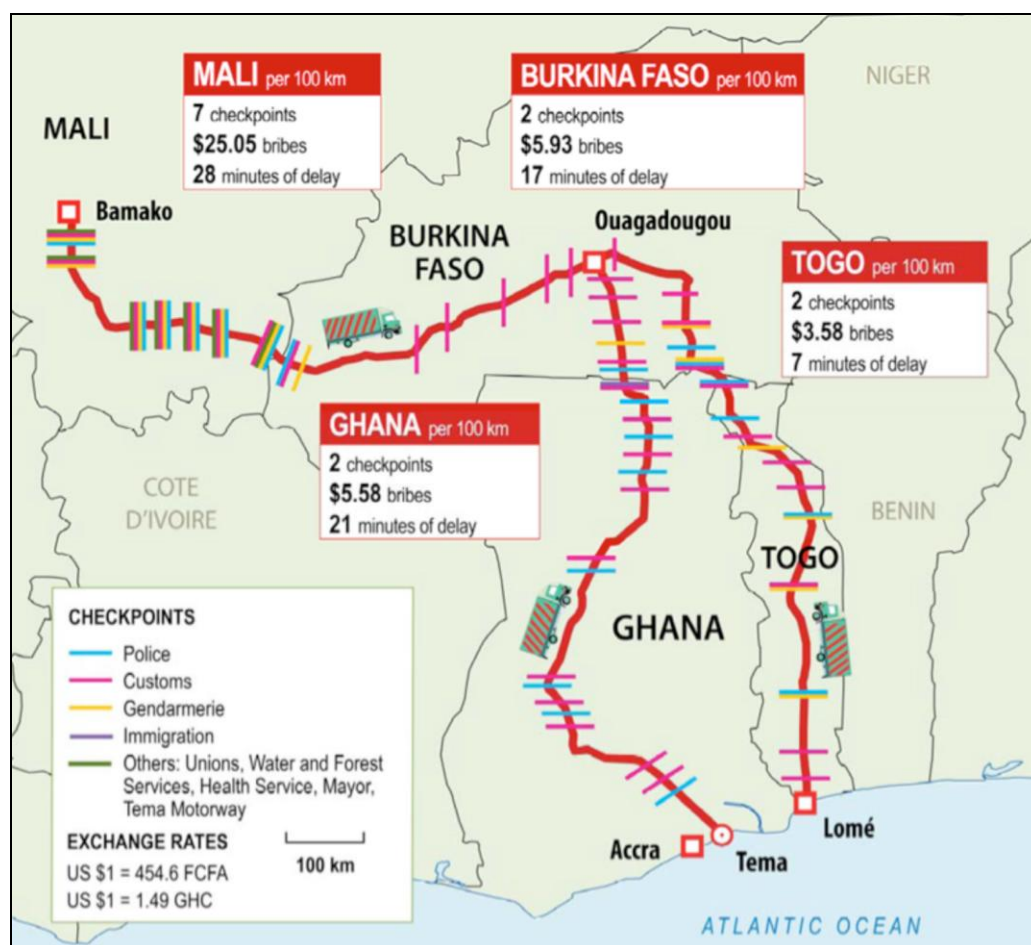 MALI per 100 km
7 checkpoints
$25.05 bribes
28 minutes of delay
BURKINA FASO per 100 km
2 checkpoints
$5.93 bribes
17 minutes of delay
NIGER
MALI
Bamako
BURKINA
FASO
Ouagadougou
TOGO per 100 km
2 checkpoints
$3.58 bribes
7 minutes of delay
GHANA per 100 km
2 checkpoints
$5.58 bribes
21 minutes of delay
COTE
D'IVOIRE
BENIN
TOGO
GHANA
CHECKPOINTS
Police
Customs
Gendarmerie
Immigration
Others: Unions, Water and Forest
Services, Health Service, Mayor,
Tema Motorway
EXCHANGE RATES
US $1 = 454.6 FCFA
US $1 = 1.49 GHC
100 km
Accra
Tema
Lomé
ATLANTIC OCEAN